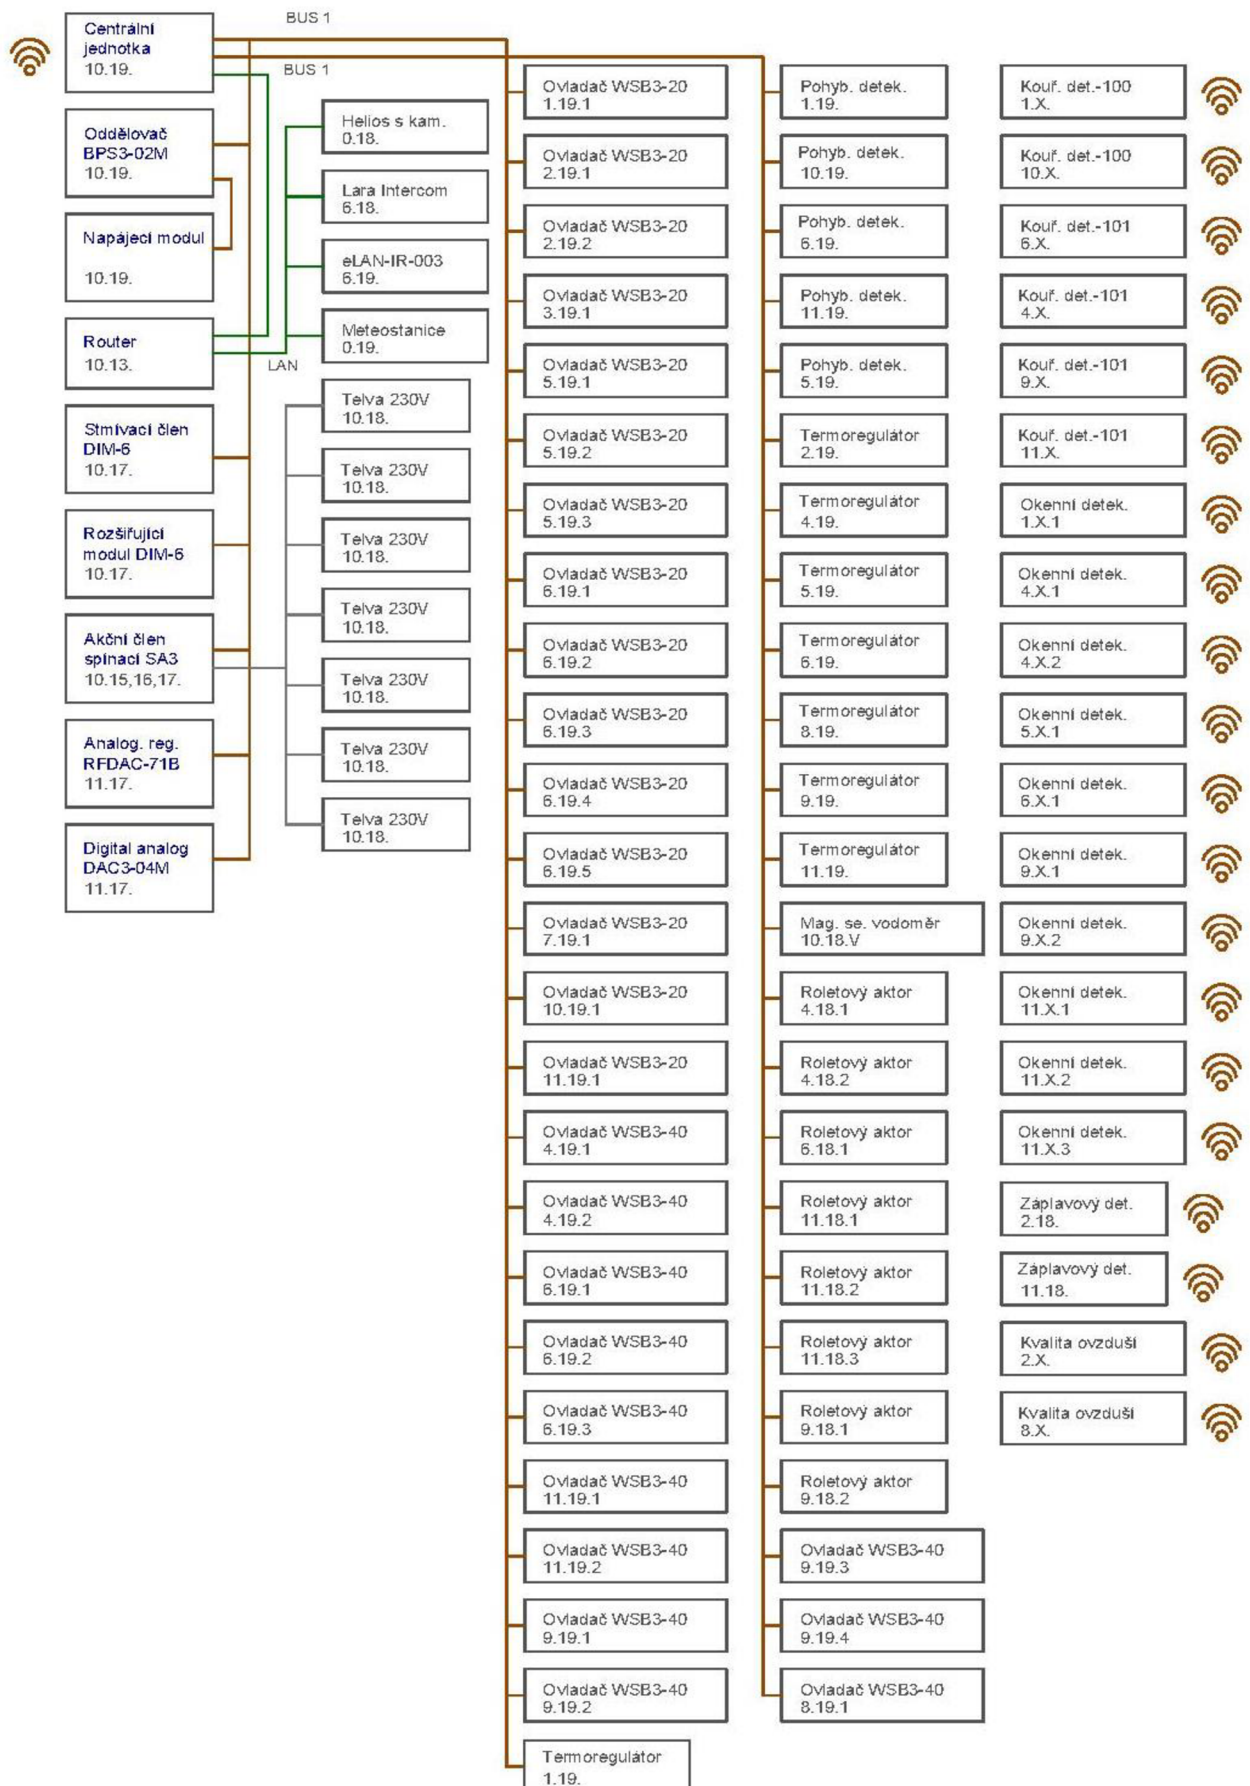 BUS 1
Centrální
jednotka
10.19.
BUS 1
Oddělovač
BPS3-02M
10.19.
Napájecí modul
10.19.
Router
10.13.
LAN
Stmívací člen
DIM-6
10.17.
Rozšiřující
modul DIM-6
10.17.
Akční člen
spínací SA3
10.15,16,17.
Analog. reg.
RFDAC-71B
11.17.
Digital analog
DAC3-04M
11.17.
Helios s kam.
0.18.
Lara Intercom
6.18.
eLAN-IR-003
6.19.
Meteostanice
0.19.
Telva 230V
10.18.
Telva 230V
10.18.
Telva 230V
10.18.
Telva 230V
10.18.
Telva 230V
10.18.
Telva 230V
10.18.
Telva 230V
10.18.
Ovladač WSB3-20
1.19.1
Ovladač WSB3-20
2.19.1
Ovladač WSB3-20
2.19.2
Ovladač WSB3-20
3.19.1
Ovladač WSB3-20
5.19.1
Ovladač WSB3-20
5.19.2
Ovladač WSB3-20
5.19.3
Ovladač WSB3-20
6.19.1
Ovladač WSB3-20
6.19.2
Ovladač WSB3-20
6.19.3
Ovladač WSB3-20
6.19.4
Ovladač WSB3-20
6.19.5
Ovladač WSB3-20
7.19.1
Ovladač WSB3-20
10.19.1
Ovladač WSB3-20
11.19.1
Ovladač WSB3-40
4.19.1
Ovladač WSB3-40
4.19.2
Ovladač WSB3-40
6.19.1
Ovladač WSB3-40
6.19.2
Ovladač WSB3-40
6.19.3
Ovladač WSB3-40
11.19.1
Ovladač WSB3-40
11.19.2
Ovladač WSB3-40
9.19.1
Ovladač WSB3-40
9.19.2
Termoregulátor
1.19.
Pohyb. detek.
1.19.
Pohyb. detek.
10.19.
Pohyb. detek.
6.19.
Pohyb. detek.
11.19.
Pohyb. detek.
5.19.
Termoregulátor
2.19.
Termoregulátor
4.19.
Termoregulátor
5.19.
Termoregulátor
6.19.
Termoregulátor
8.19.
Termoregulátor
9.19.
Termoregulátor
11.19.
Mag. se. vodoměr
10.18.V
Roletový aktor
4.18.1
Roletový aktor
4.18.2
Roletový aktor
6.18.1
Roletový aktor
11.18.1
Roletový aktor
11.18.2
Roletový aktor
11.18.3
Roletový aktor
9.18.1
Roletový aktor
9.18.2
Ovladač WSB3-40
9.19.3
Ovladač WSB3-40
9.19.4
Ovladač WSB3-40
8.19.1
Kouř. det.-100
1.X.
Kouř. det.-100
10.X.
Kouř. det.-101
6.X.
Kouř. det.-101
4.X.
Kouř. det.-101
9.X.
Kouř. det.-101
11.X.
Okenní detek.
1.X.1
Okenní detek.
4.X.1
Okenní detek.
4.X.2
Okenní detek.
5.X.1
Okenní detek.
6.X.1
Okenní detek.
9.X.1
Okenní detek.
9.X.2
Okenní detek.
11.X.1
Okenní detek.
11.X.2
Okenní detek.
11.X.3
Záplavový det.
2.18.
Záplavový det.
11.18.
Kvalita ovzduší
2.X.
Kvalita ovzduší
8.X.